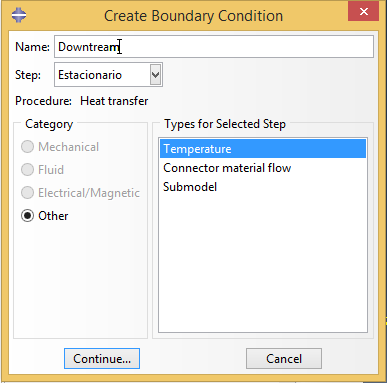 Create Boundary Condition
Name: Downtream
Step: Estacionario
Procedure: Heat transfer
Category
Mechanical
Fluid
Electrical/Magnetic
Other
Types for Selected Step
Temperature
Connector material flow
Submodel
Continue...
Cancel